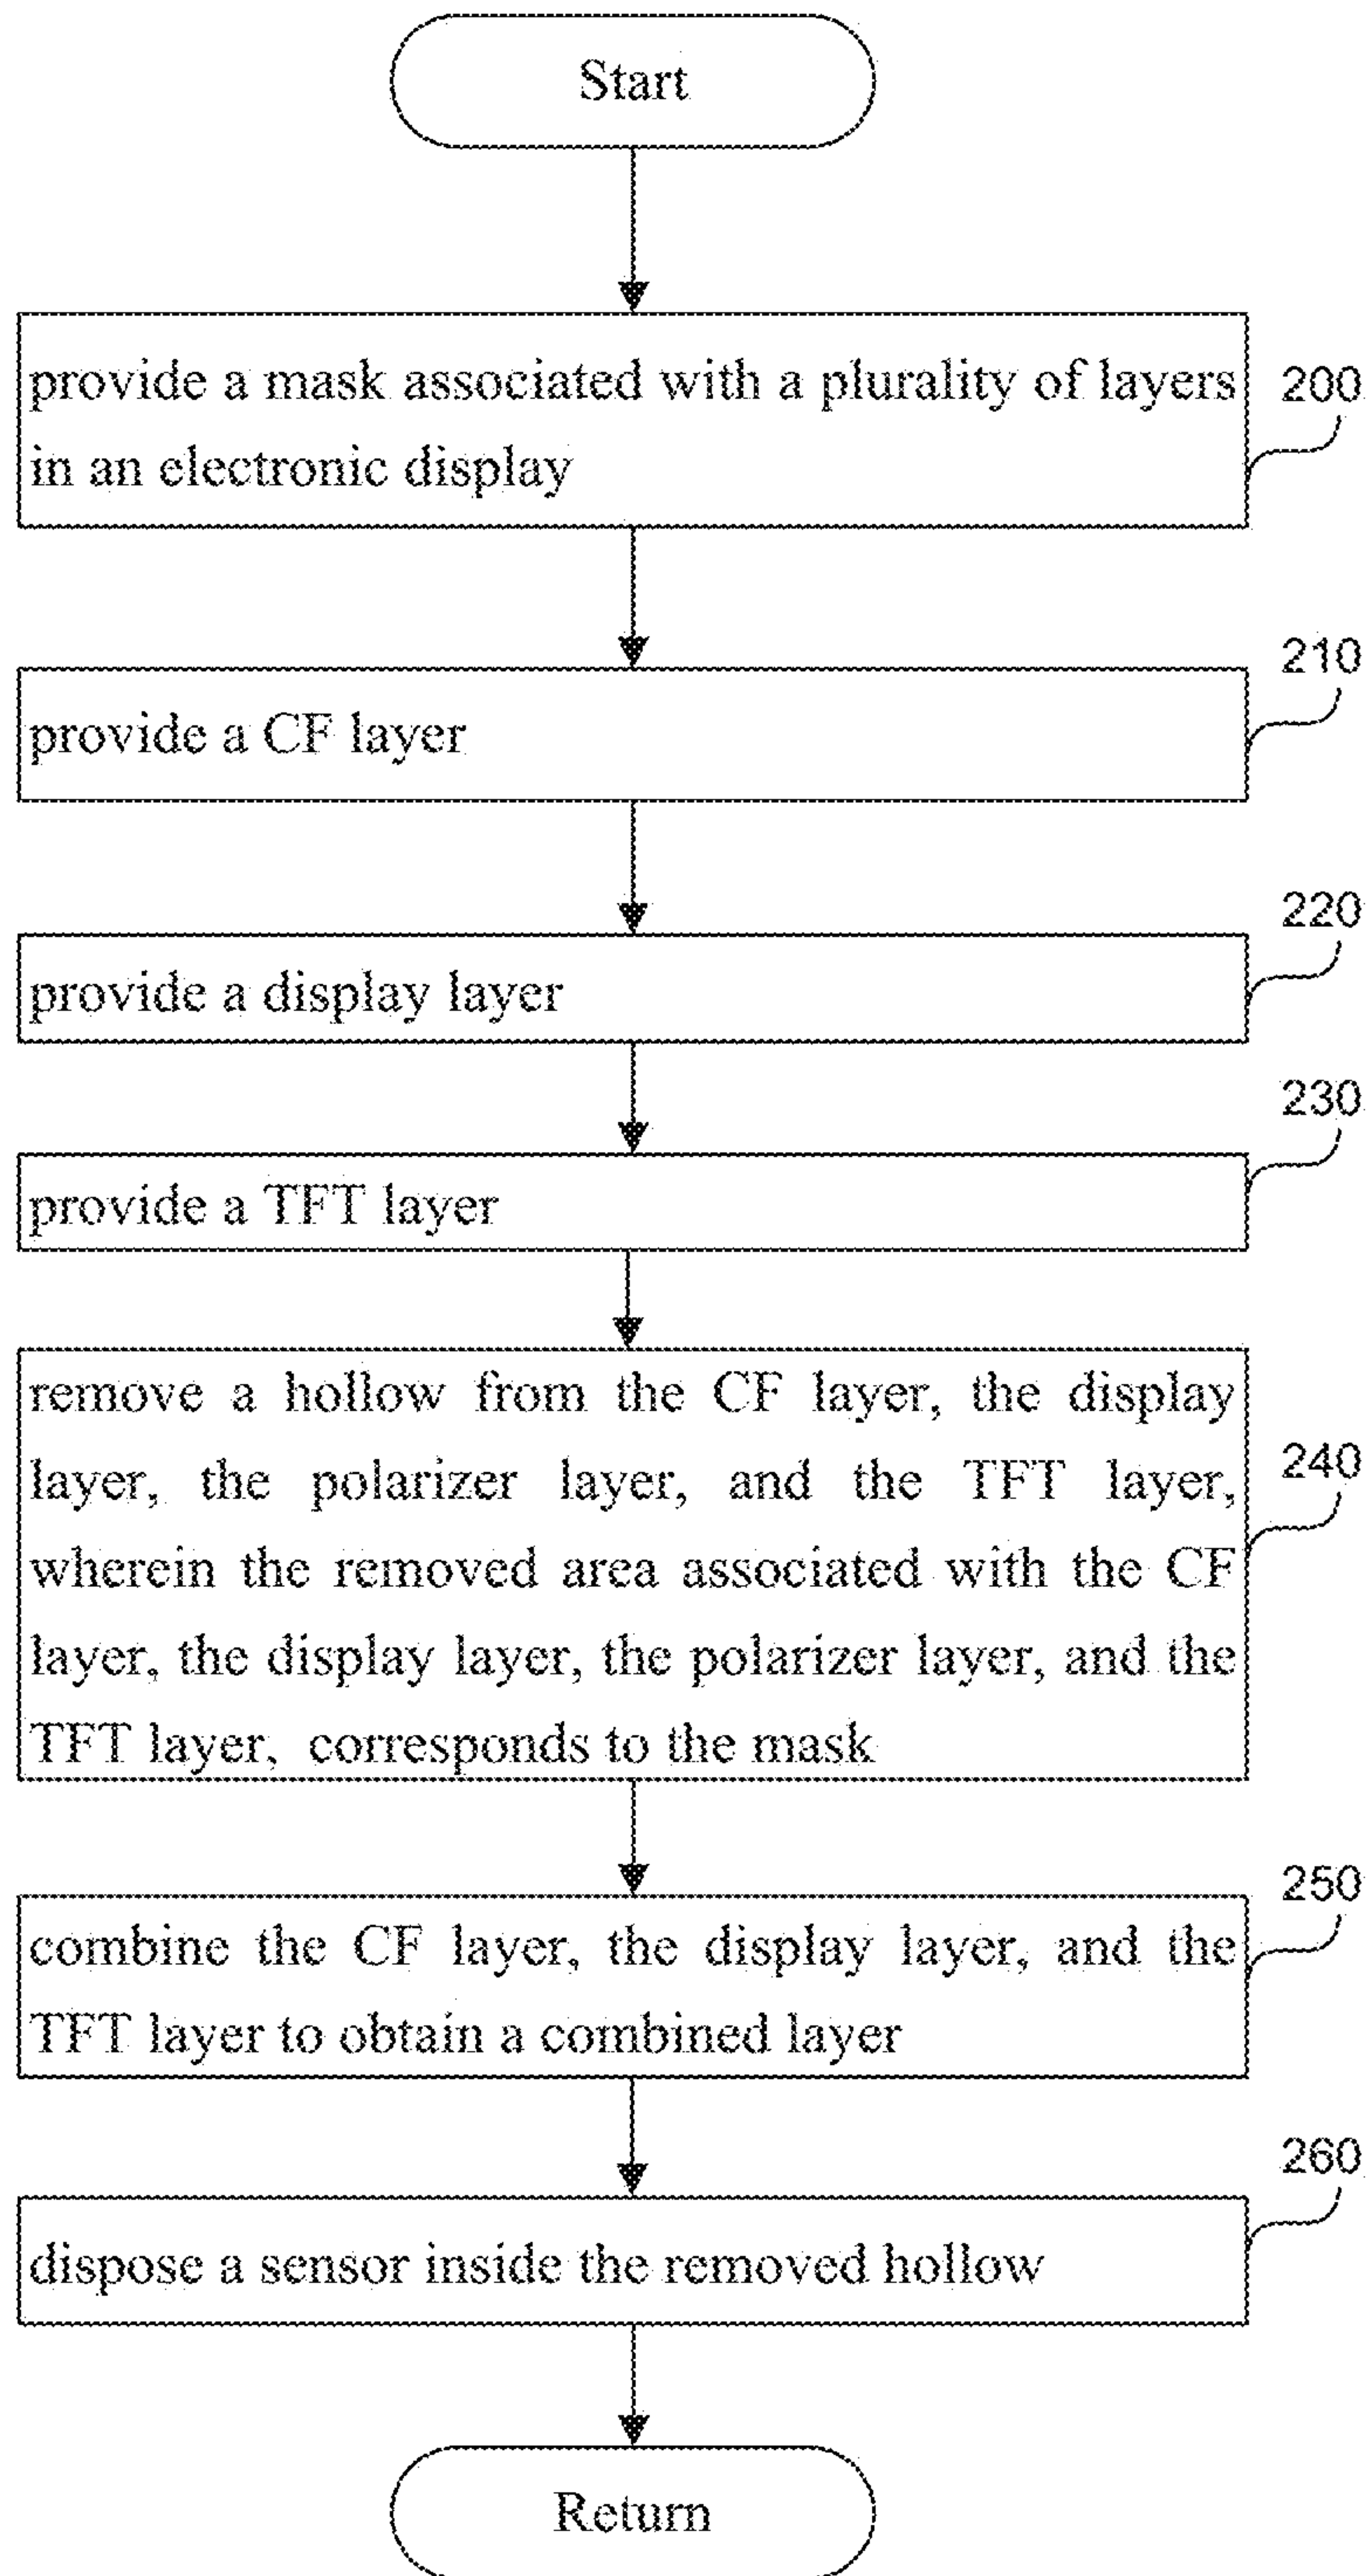 Start
provide a mask associated with a plurality of layers
in an electronic display
200
210
provide a CF layer
220
provide a display layer
230
provide a TFT layer
remove a hollow from the CF layer, the display
layer, the polarizer layer, and the TFT layer,
wherein the removed area associated with the CF
layer, the display layer, the polarizer layer, and the
TFT layer, corresponds to the mask
240
250
combine the CF layer, the display layer, and the
TFT layer to obtain a combined layer
260
dispose a sensor inside the removed hollow
Return